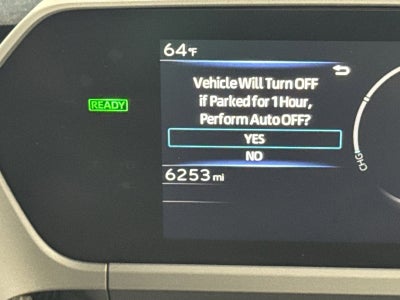 64°F
Vehicle Will Turn OFF
if Parked for 1 Hour,
Perform Auto OFF?
READY
YES
NO
6253 mi
CHG